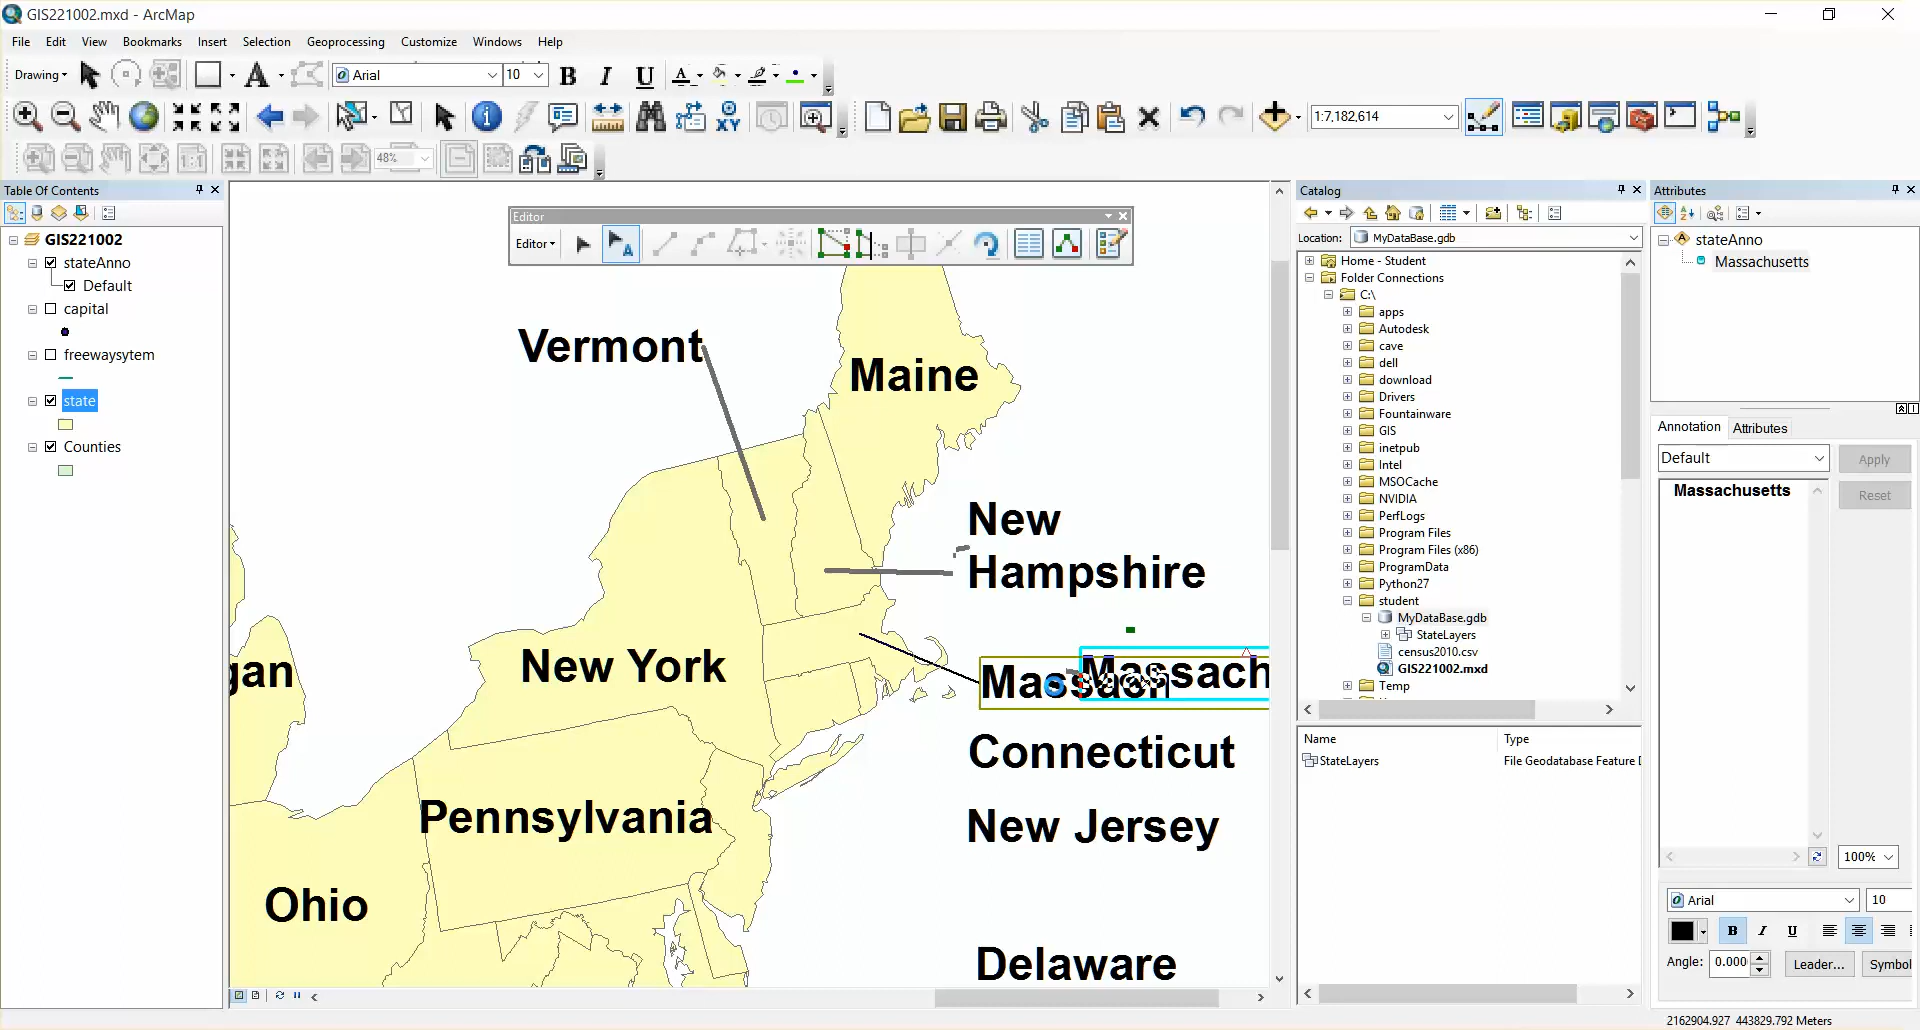 GIS221002.mxd - ArcMap
File Edit View Bookmarks Insert Selection Geoprocessing Customize Windows Help
Drawing Arial 10 B I U A
1:7,182,614
48%
Table Of Contents
GIS221002
stateAnno
Default
capital
freewaysytem
state
Counties
Editor
Editor
Vermont
Maine
New
Hampshire
New York
gan
Massach
Massach
Connecticut
Pennsylvania
New Jersey
Ohio
Delaware
Catalog
Location: MyDataBase.gdb
Home - Student
Folder Connections
C:\
apps
Autodesk
cave
dell
download
Drivers
Fountainware
GIS
inetpub
Intel
MSOCache
NVIDIA
PerfLogs
Program Files
Program Files (x86)
ProgramData
Python27
student
MyDataBase.gdb
StateLayers
census2010.csv
GIS221002.mxd
Temp
Name Type
StateLayers File Geodatabase Feature D
Attributes
stateAnno
Massachusetts
Annotation Attributes
Default Apply
Reset
Massachusetts
100%
Arial 10
B I U
Angle: 0.000 Leader... Symbol
2162904.927 443829.792 Meters